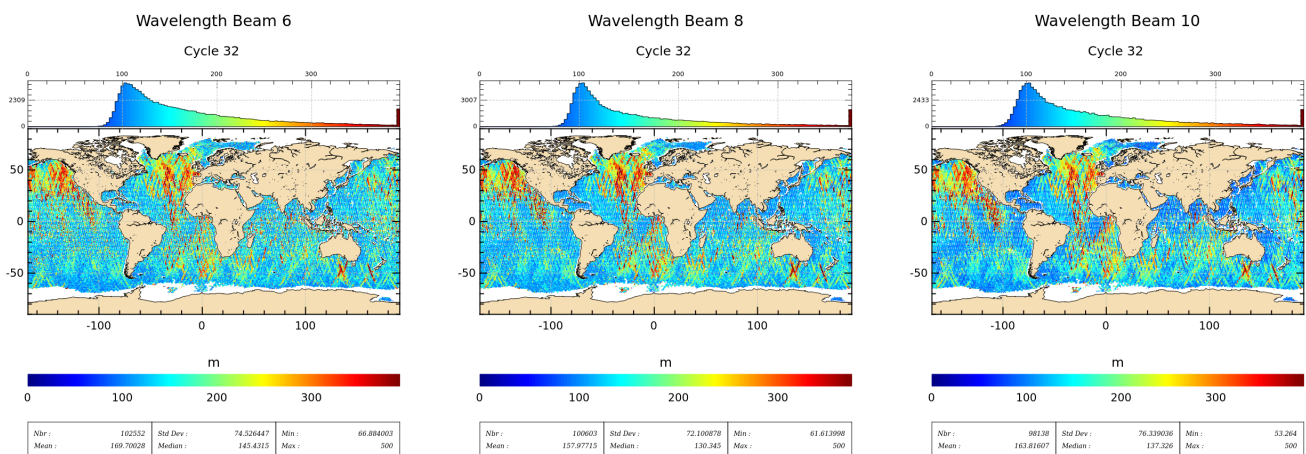 Wavelength Beam 6
Cycle 32
0 100 200 300
2309
0
50
0
-50
-100 0 100
m
0 100 200 300
Nbr : 102552 Std Dev : 74.526447 Min : 66.884003
Mean : 169.70028 Median : 145.4315 Max : 500
Wavelength Beam 8
Cycle 32
0 100 200 300
3007
0
50
0
-50
-100 0 100
m
0 100 200 300
Nbr : 100603 Std Dev : 72.100878 Min : 61.613998
Mean : 157.97715 Median : 130.345 Max : 500
Wavelength Beam 10
Cycle 32
0 100 200 300
2433
0
50
0
-50
-100 0 100
m
0 100 200 300
Nbr : 98138 Std Dev : 76.339036 Min : 53.264
Mean : 163.81607 Median : 137.326 Max : 500